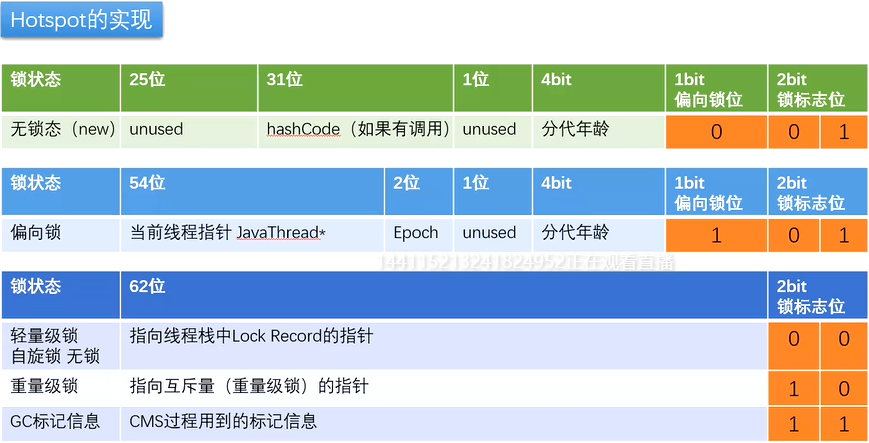 Hotspot的实现
锁状态 25位 31位 1位 4bit 1bit 2bit
偏向锁位 锁标志位
无锁态（new） unused hashCode（如果有调用） unused 分代年龄 0 0 1
锁状态 54位 2位 1位 4bit 1bit 2bit
偏向锁位 锁标志位
偏向锁 当前线程指针 JavaThread* Epoch unused 分代年龄 1 0 1
144115213241824952正在观看直播
锁状态 62位 2bit
锁标志位
轻量级锁 指向线程栈中Lock Record的指针 0 0
自旋锁 无锁
重量级锁 指向互斥量（重量级锁）的指针 1 0
GC标记信息 CMS过程用到的标记信息 1 1